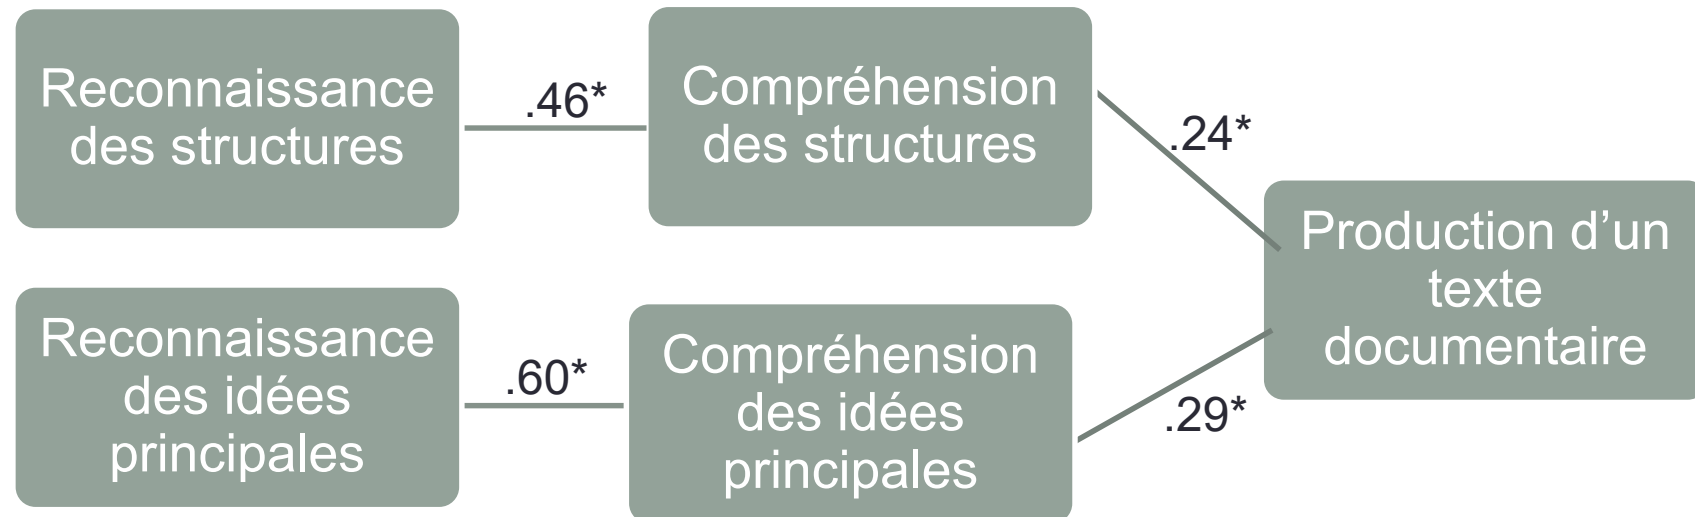 Reconnaissance
des structures
.46*
Compréhension
des structures
.24*
Production d’un
texte
documentaire
Reconnaissance
des idées
principales
.60*
Compréhension
des idées
principales
.29*